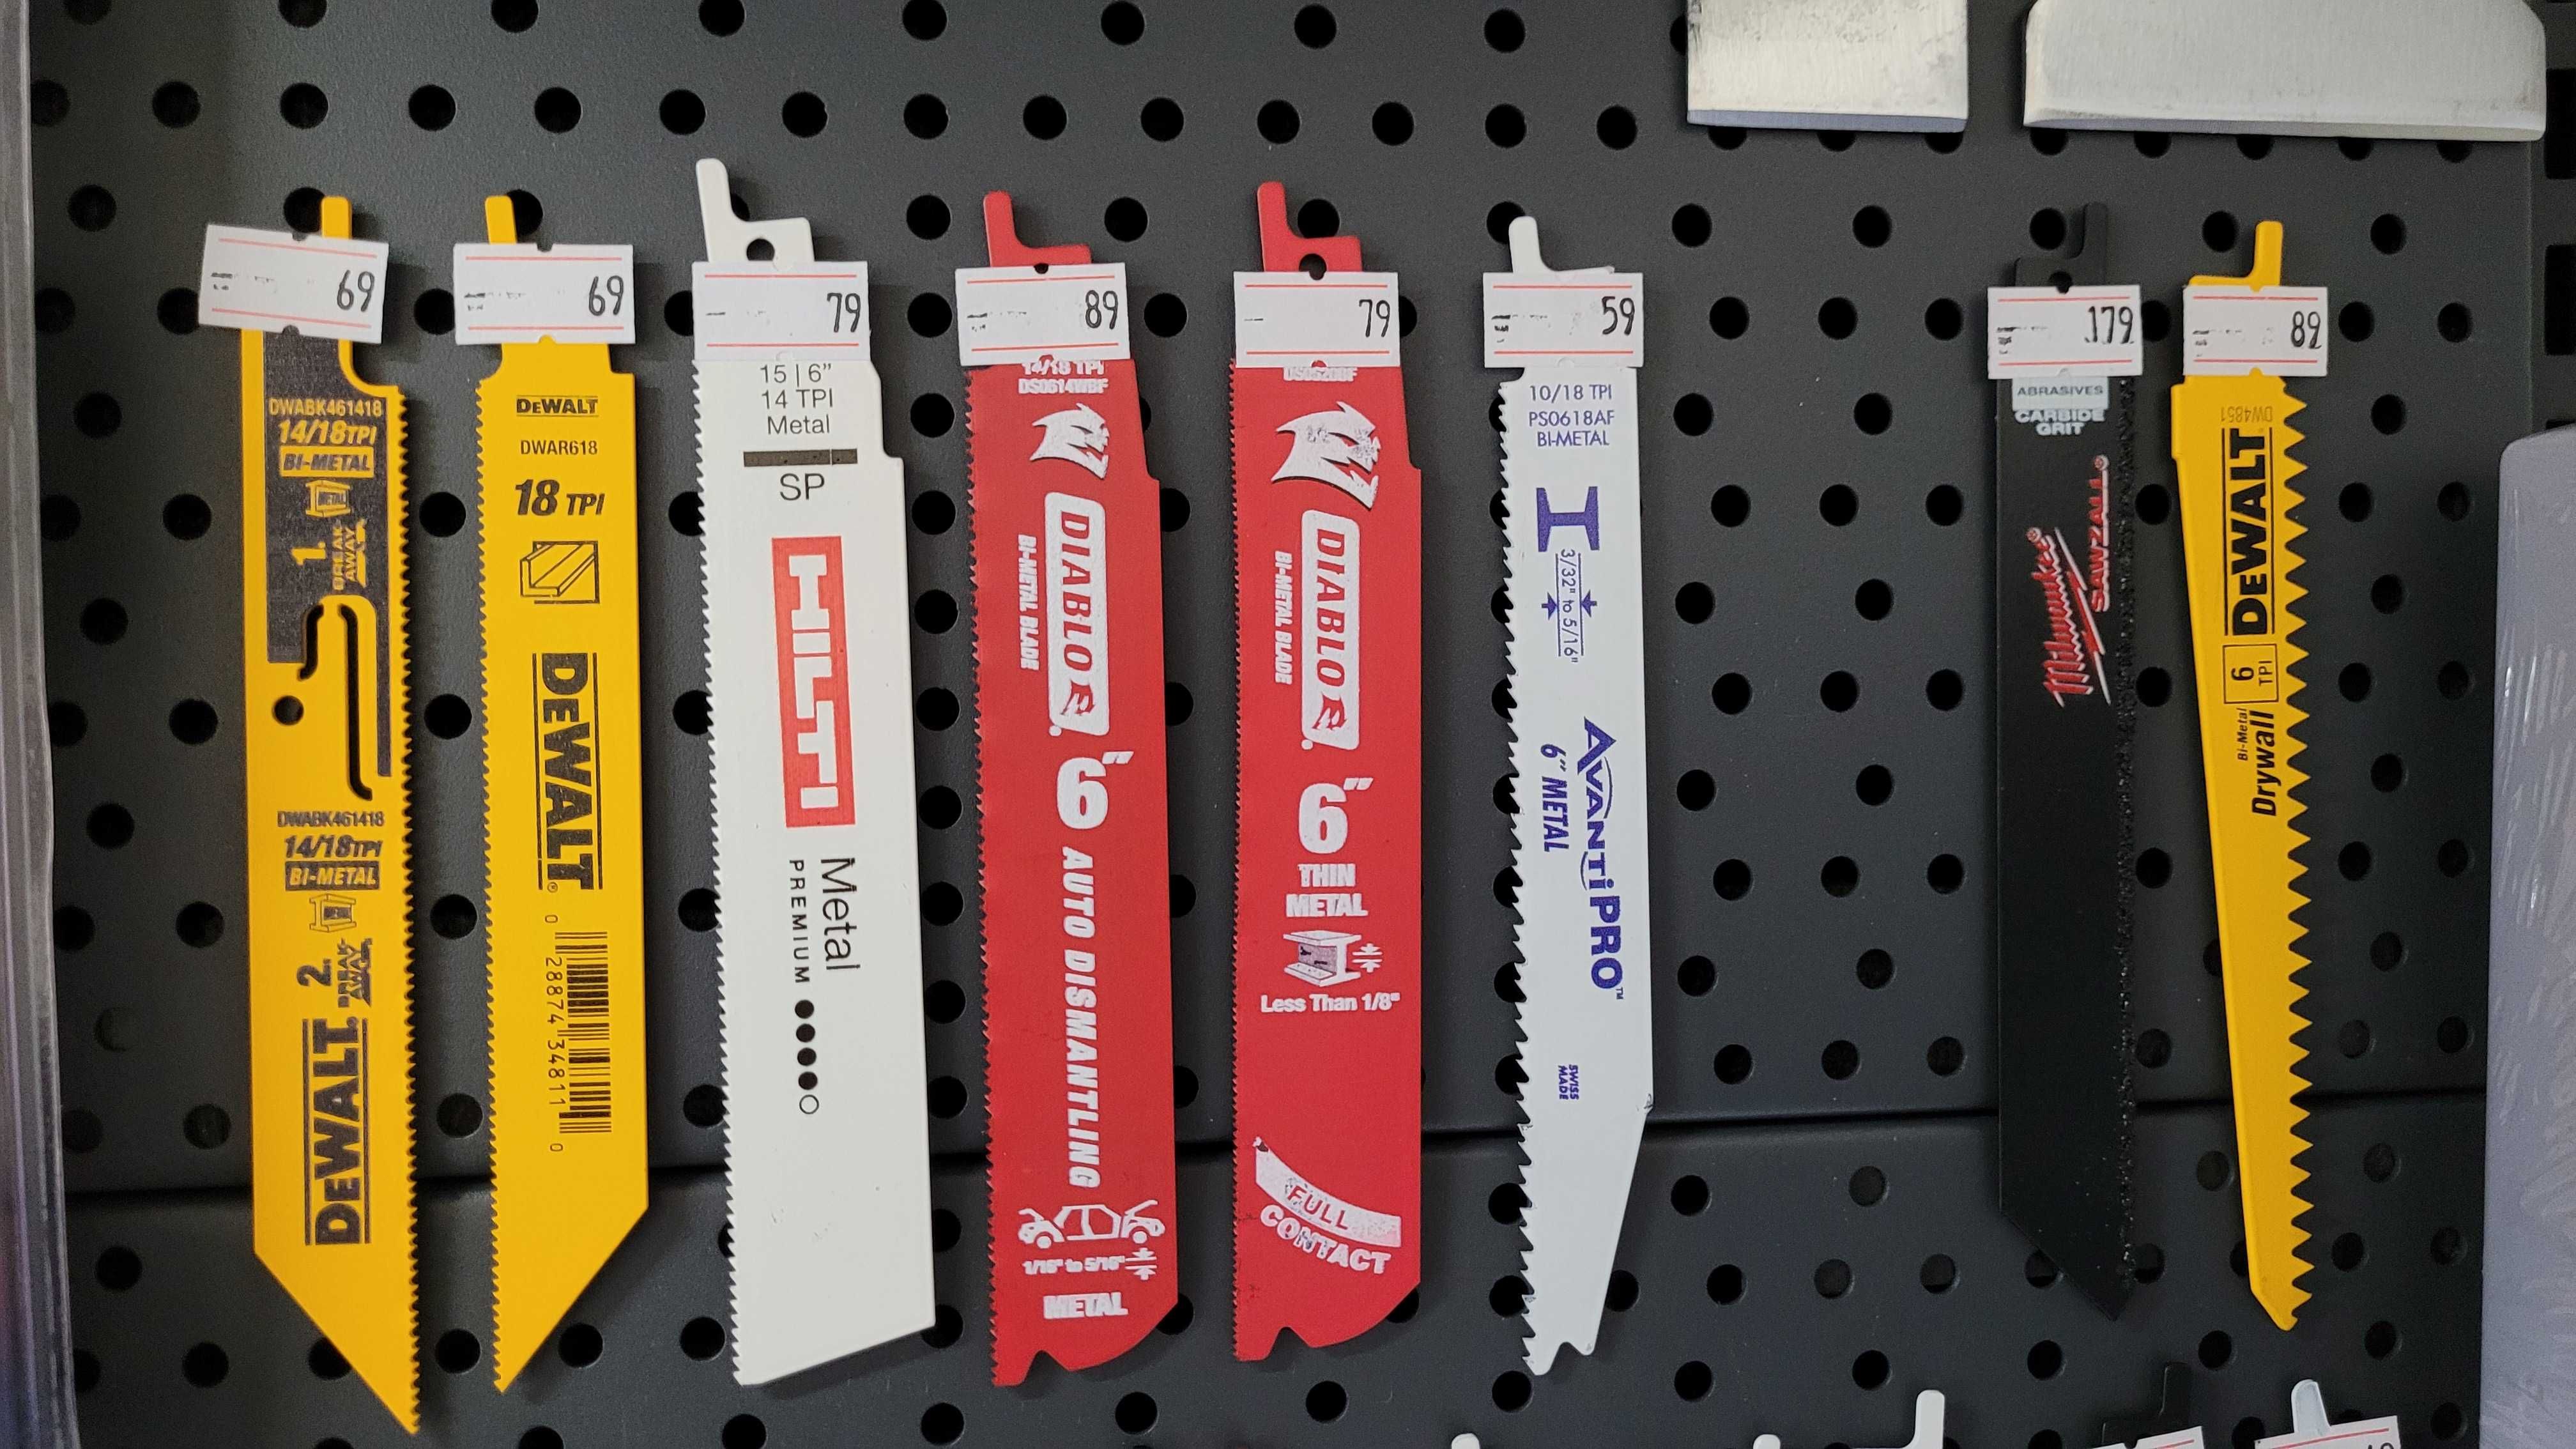 69
DWABK461418
14/18TPI
BI-METAL
METAL
1.
BREAK
AWAY
DWABK461418
14/18TPI
BI-METAL
2.
BREAK
AWAY
DEWALT
69
DEWALT
DWAR618
18 TPI
DEWALT®
0 28874 34811 0
79
15 | 6"
14 TPI
Metal
SP
HILTI
Metal
PREMIUM
89
14/18 TPI
DS0614WBF
DIABLO
BI-METAL BLADE
6"
AUTO DISMANTLING
1/16" to 5/16"
METAL
79
DIABLO
BI-METAL BLADE
6"
THIN
METAL
Less Than 1/8"
FULL
CONTACT
59
10/18 TPI
PS0618AF
BI-METAL
3/32" to 5/16"
AVANTI PRO™
6" METAL
SWISS
MADE
179
ABRASIVES
CARBIDE
GRIT
Milwaukee®
SAWZALL®
89
DW4851
DEWALT
6
TPI
Bi-Metal
Drywall